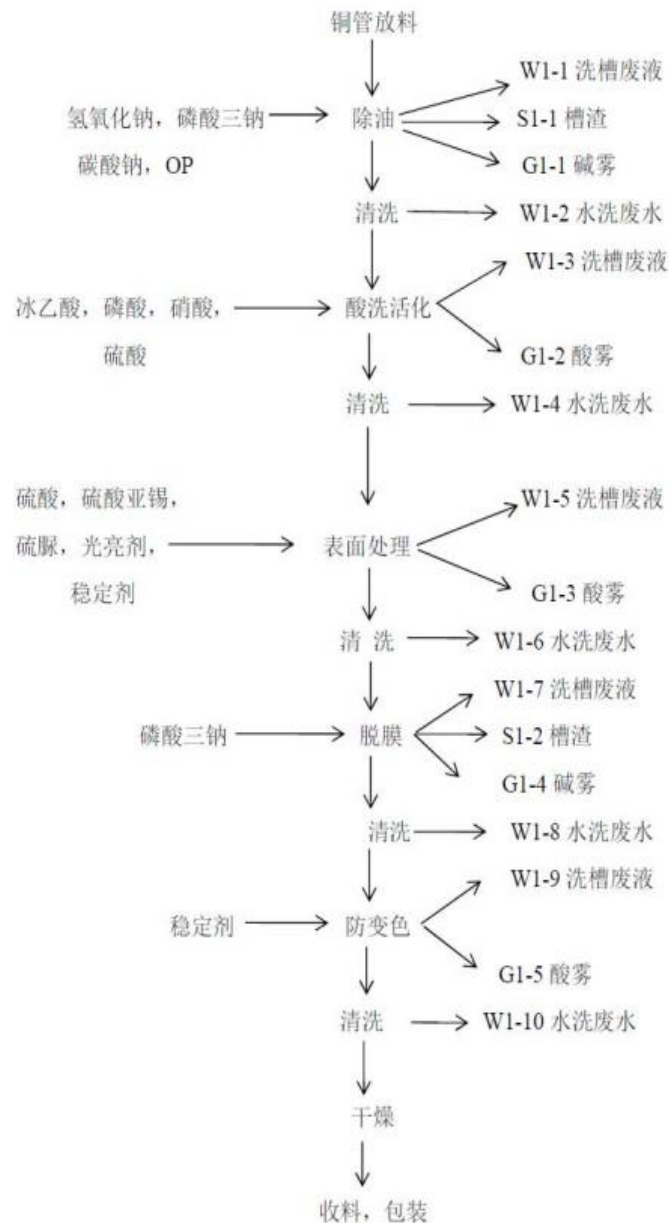 铜管放料
W1-1 洗槽废液
氢氧化钠，磷酸三钠
除油
S1-1 槽渣
碳酸钠，OP
G1-1 碱雾
清洗
W1-2 水洗废水
W1-3 洗槽废液
冰乙酸，磷酸，硝酸，
酸洗活化
硫酸
G1-2 酸雾
清洗
W1-4 水洗废水
硫酸，硫酸亚锡，
W1-5 洗槽废液
硫脲，光亮剂，
表面处理
稳定剂
G1-3 酸雾
清 洗
W1-6 水洗废水
W1-7 洗槽废液
磷酸三钠
脱膜
S1-2 槽渣
G1-4 碱雾
清洗
W1-8 水洗废水
W1-9 洗槽废液
稳定剂
防变色
G1-5 酸雾
清洗
W1-10 水洗废水
干燥
收料，包装